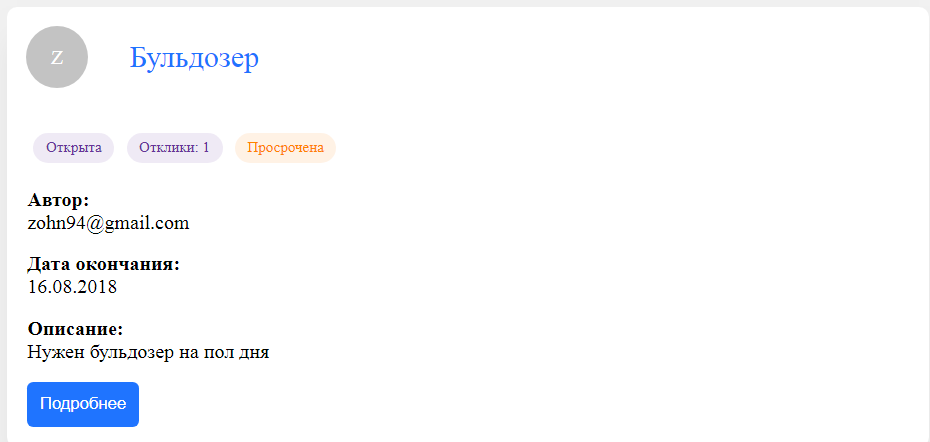 z
Бульдозер
Открыта Отклики: 1 Просрочена
Автор:
zohn94@gmail.com
Дата окончания:
16.08.2018
Описание:
Нужен бульдозер на пол дня
Подробнее